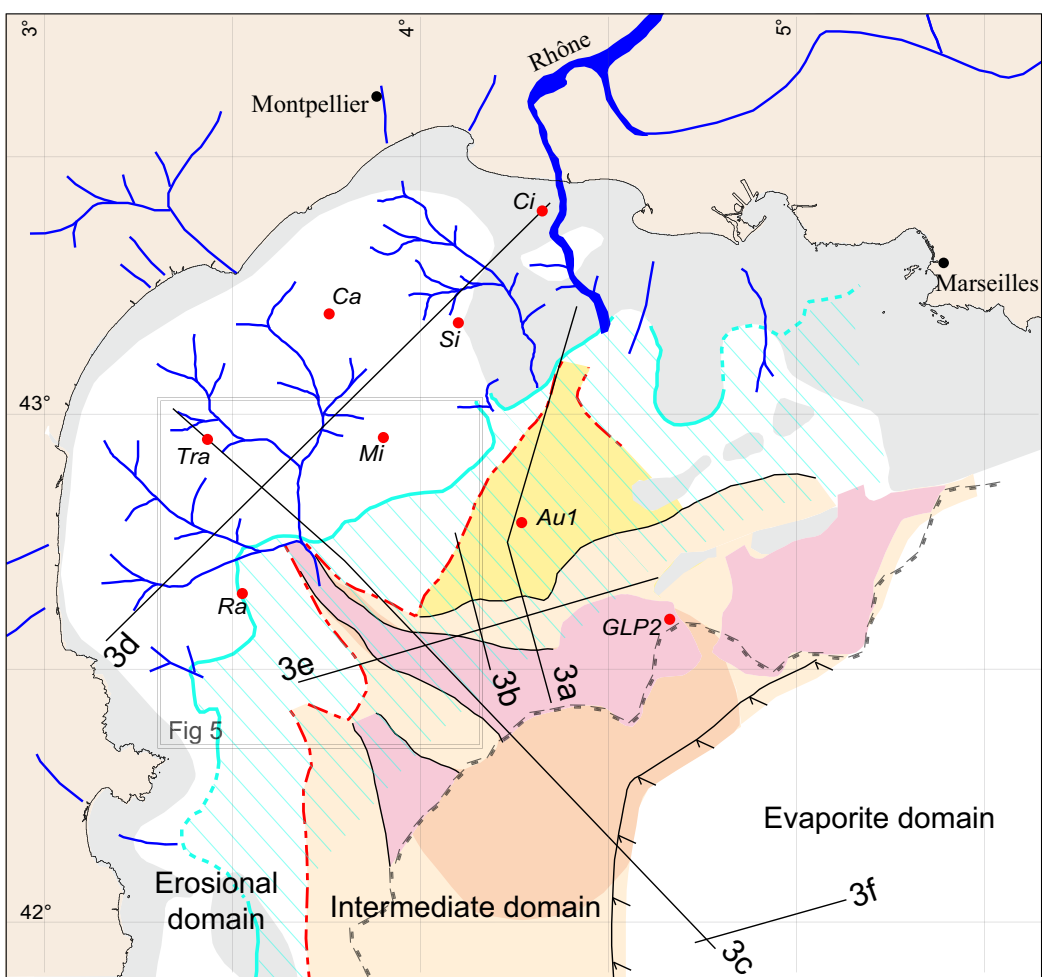 3°
4°
5°
Rhône
Montpellier
Ci
Marseilles
Ca
Si
43°
Tra
Mi
Au1
Ra
GLP2
3d
3e
3b
3a
Fig 5
Evaporite domain
Erosional
domain
Intermediate domain
3f
42°
3c